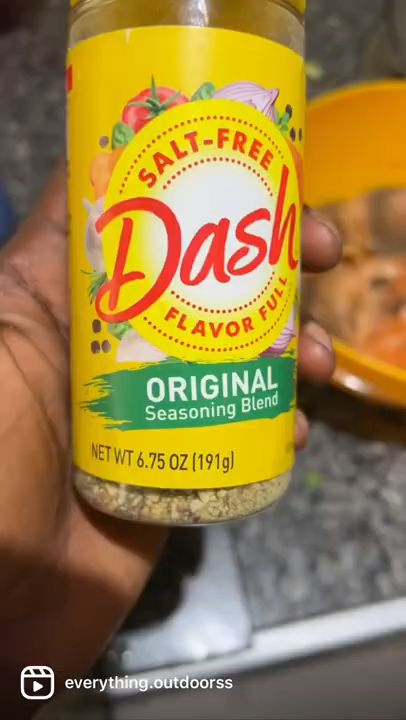 SALT-FREE
Dash
FLAVOR FULL
ORIGINAL
Seasoning Blend
NET WT 6.75 OZ (191g)
everything.outdoorss